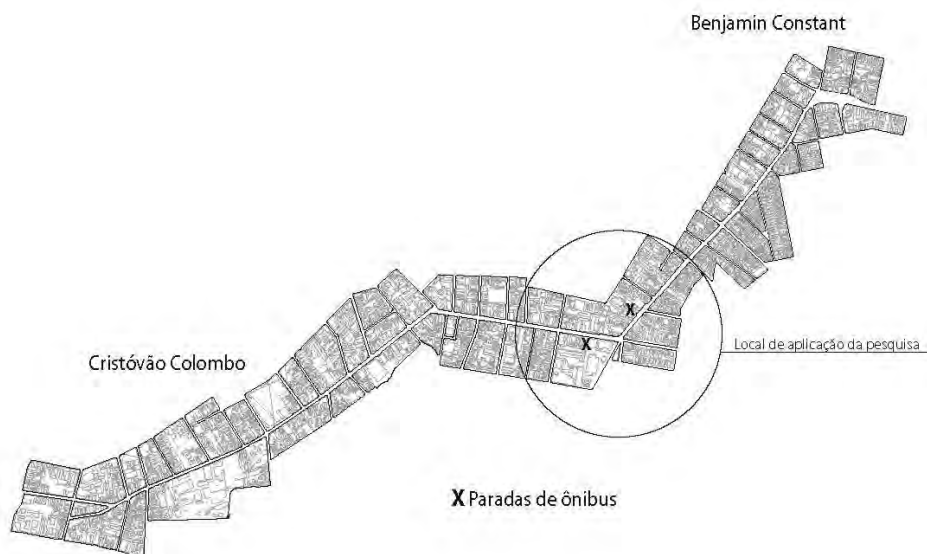 Benjamin Constant
Local de aplicação da pesquisa
Cristóvão Colombo
X
X
X Paradas de ônibus